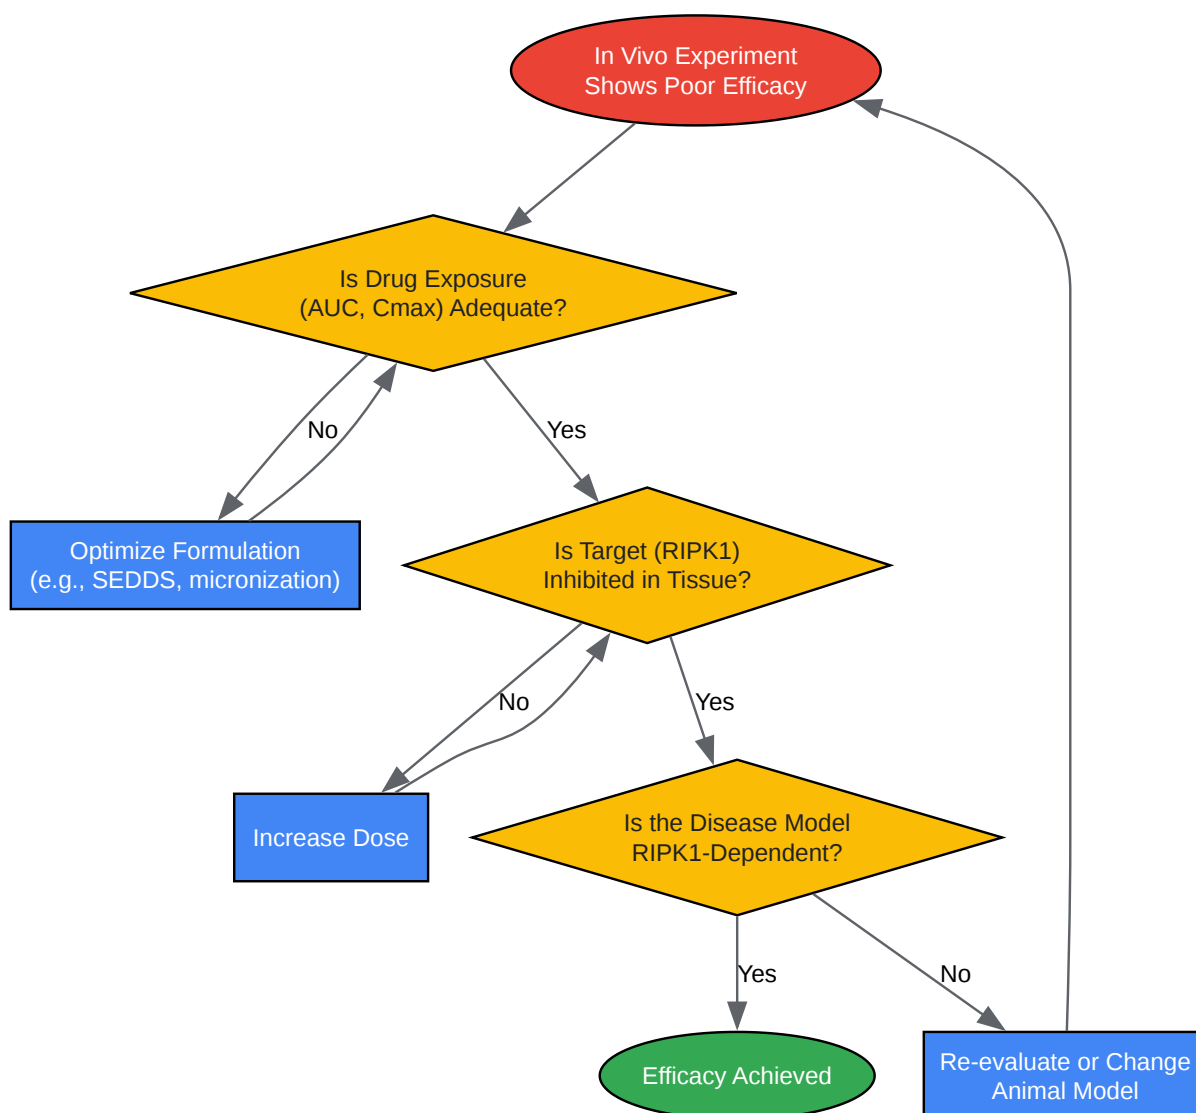 In Vivo Experiment
Shows Poor Efficacy
Is Drug Exposure
(AUC, Cmax) Adequate?
No
Yes
Optimize Formulation
(e.g., SEDDS, micronization)
Is Target (RIPK1)
Inhibited in Tissue?
No
Yes
Increase Dose
Is the Disease Model
RIPK1-Dependent?
Yes
No
Efficacy Achieved
Re-evaluate or Change
Animal Model